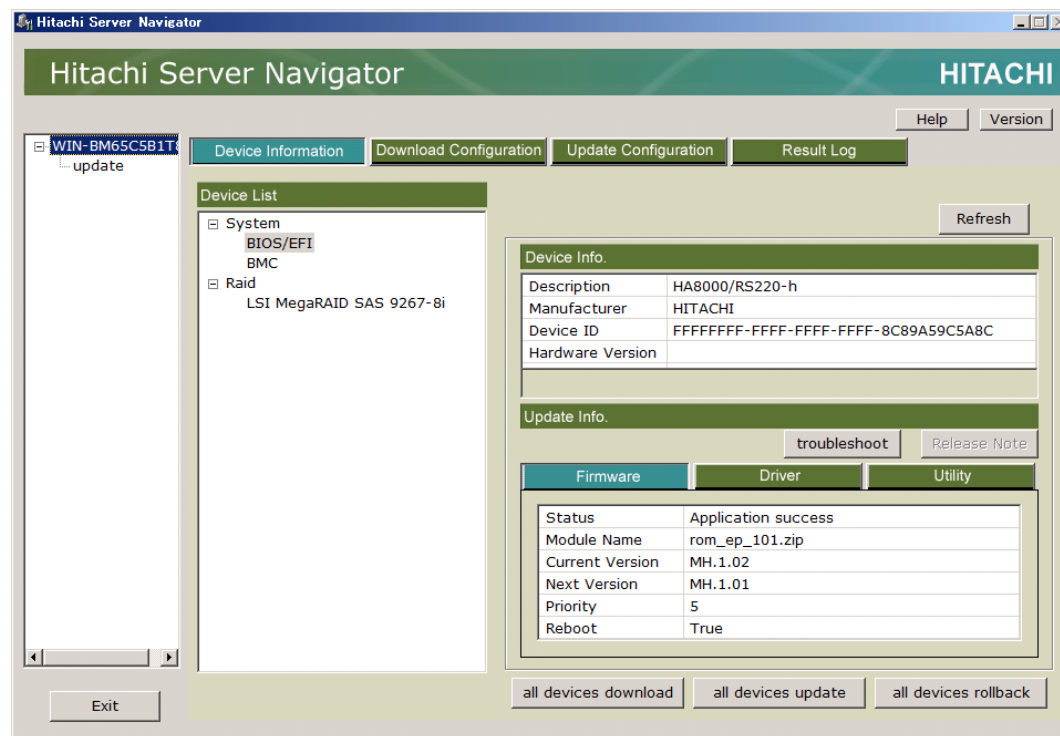 Hitachi Server Navigator
Hitachi Server Navigator
HITACHI
Help
Version
WIN-BM65C5B1T
update
Device Information
Download Configuration
Update Configuration
Result Log
Device List
System
BIOS/EFI
BMC
Raid
LSI MegaRAID SAS 9267-8i
Refresh
Device Info.
Description HA8000/RS220-h
Manufacturer HITACHI
Device ID FFFFFFFF-FFFF-FFFF-FFFF-8C89A59C5A8C
Hardware Version
Update Info.
troubleshoot
Release Note
Firmware
Driver
Utility
Status Application success
Module Name rom_ep_101.zip
Current Version MH.1.02
Next Version MH.1.01
Priority 5
Reboot True
all devices download
all devices update
all devices rollback
Exit